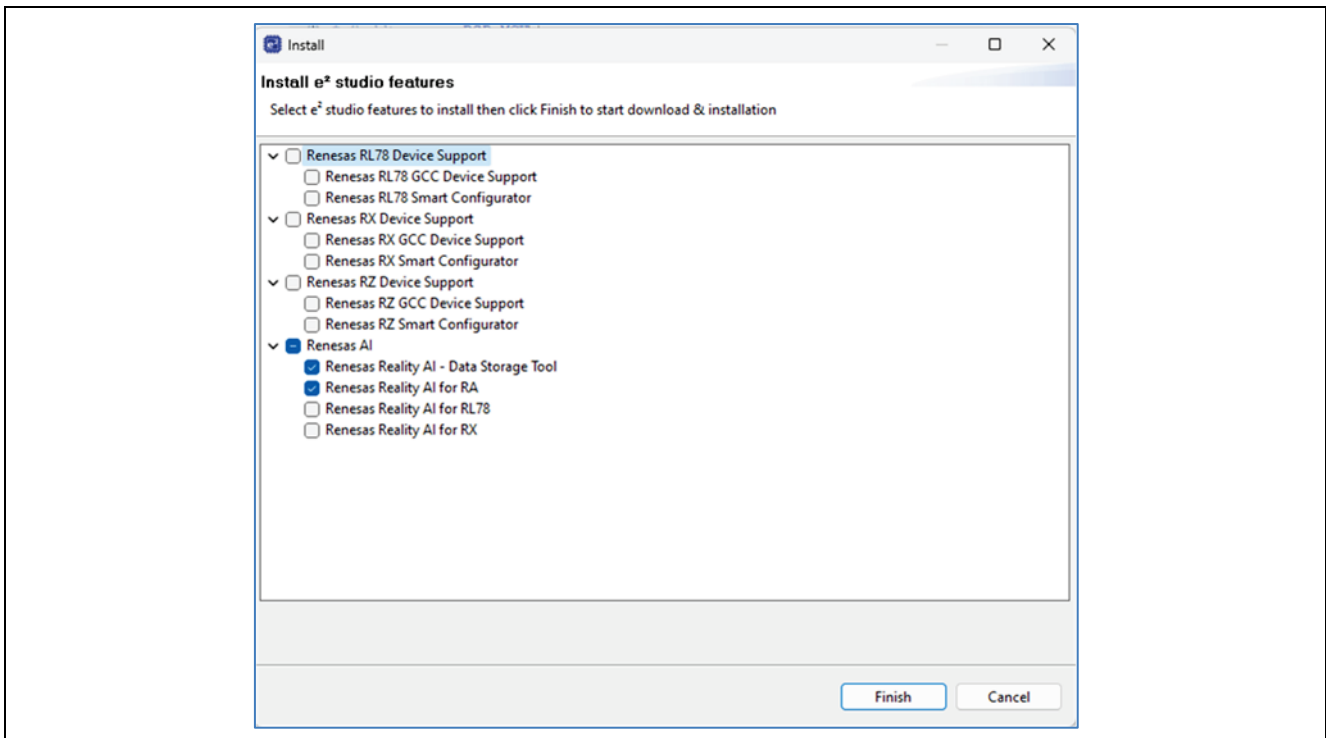 Install
Install e² studio features
Select e² studio features to install then click Finish to start download & installation
Renesas RL78 Device Support
Renesas RL78 GCC Device Support
Renesas RL78 Smart Configurator
Renesas RX Device Support
Renesas RX GCC Device Support
Renesas RX Smart Configurator
Renesas RZ Device Support
Renesas RZ GCC Device Support
Renesas RZ Smart Configurator
Renesas AI
Renesas Reality AI - Data Storage Tool
Renesas Reality AI for RA
Renesas Reality AI for RL78
Renesas Reality AI for RX
Finish Cancel